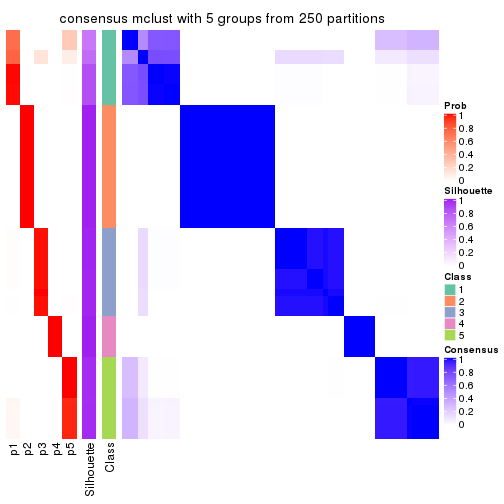 consensus mclust with 5 groups from 250 partitions
Prob
1
0.8
0.6
0.4
0.2
0
Silhouette
1
0.8
0.6
0.4
0.2
0
Class
1
2
3
4
5
Consensus
1
0.8
0.6
0.4
0.2
0
p1
p2
p3
p4
p5
Silhouette
Class